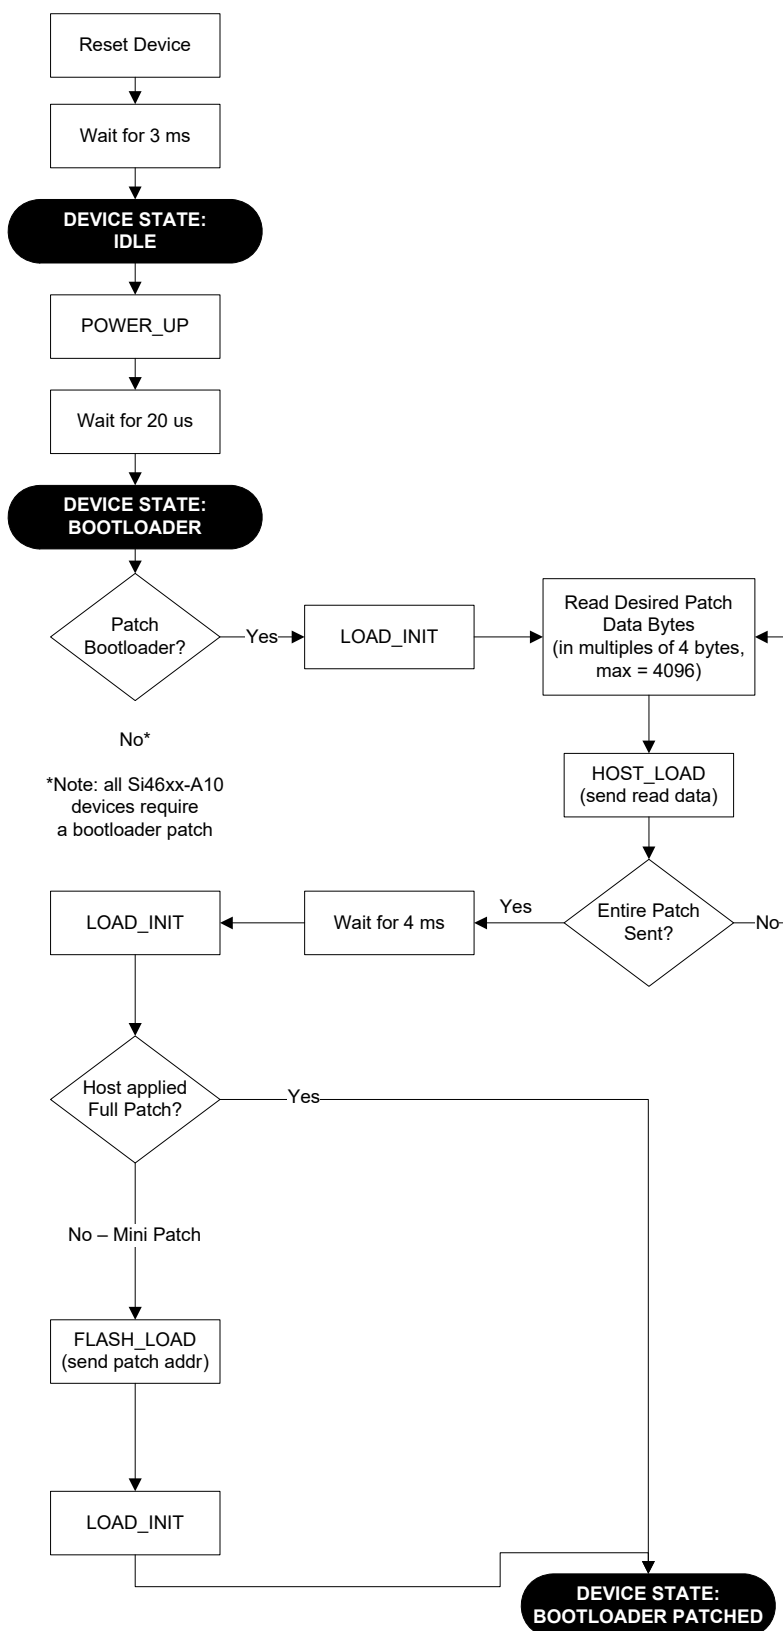 Reset Device
Wait for 3 ms
DEVICE STATE:
IDLE
POWER_UP
Wait for 20 us
DEVICE STATE:
BOOTLOADER
Patch
Bootloader?
Yes
LOAD_INIT
Read Desired Patch
Data Bytes
(in multiples of 4 bytes,
max = 4096)
No*
*Note: all Si46xx-A10
devices require
a bootloader patch
HOST_LOAD
(send read data)
Entire Patch
Sent?
No
Yes
Wait for 4 ms
LOAD_INIT
Host applied
Full Patch?
Yes
No – Mini Patch
FLASH_LOAD
(send patch addr)
LOAD_INIT
DEVICE STATE:
BOOTLOADER PATCHED